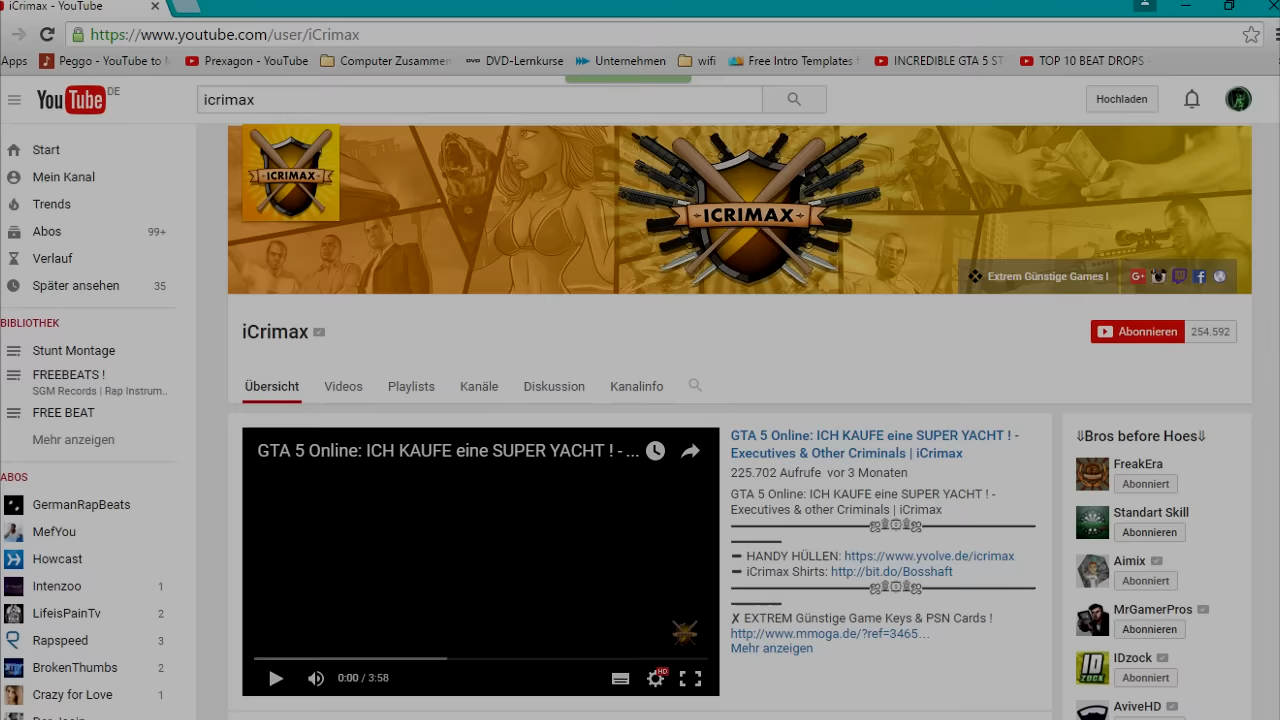 iCrimax - YouTube
https://www.youtube.com/user/iCrimax
Apps Peggo - YouTube to Prexagon - YouTube Computer Zusammen DVD-Lernkurse Unternehmen wifi Free Intro Templates INCREDIBLE GTA 5 ST TOP 10 BEAT DROPS -
YouTube DE
icrimax
Hochladen
Start
Mein Kanal
Trends
Abos 99+
Verlauf
Später ansehen 35
BIBLIOTHEK
Stunt Montage
FREEBEATS !
SGM Records | Rap Instrum..
FREE BEAT
Mehr anzeigen
ABOS
GermanRapBeats
MefYou
Howcast
Intenzoo 1
LifeisPainTv 2
Rapspeed 3
BrokenThumbs 2
Crazy for Love 1
ICRIMAX
ICRIMAX
Extrem Günstige Games !
iCrimax
Abonnieren 254.592
Übersicht Videos Playlists Kanäle Diskussion Kanalinfo
GTA 5 Online: ICH KAUFE eine SUPER YACHT ! - ...
0:00 / 3:58
HD
GTA 5 Online: ICH KAUFE eine SUPER YACHT ! -
Executives & Other Criminals | iCrimax
225.702 Aufrufe vor 3 Monaten
GTA 5 Online: ICH KAUFE eine SUPER YACHT ! -
Executives & other Criminals | iCrimax
➨ HANDY HÜLLEN: https://www.yvolve.de/icrimax
➨ iCrimax Shirts: http://bit.do/Bosshaft
✗ EXTREM Günstige Game Keys & PSN Cards !
http://www.mmoga.de/?ref=3465...
Mehr anzeigen
⇓Bros before Hoes⇓
FreakEra
Abonniert
Standart Skill
Abonnieren
Aimix
Abonniert
MrGamerPros
Abonniert
IDzock
Abonniert
AviveHD